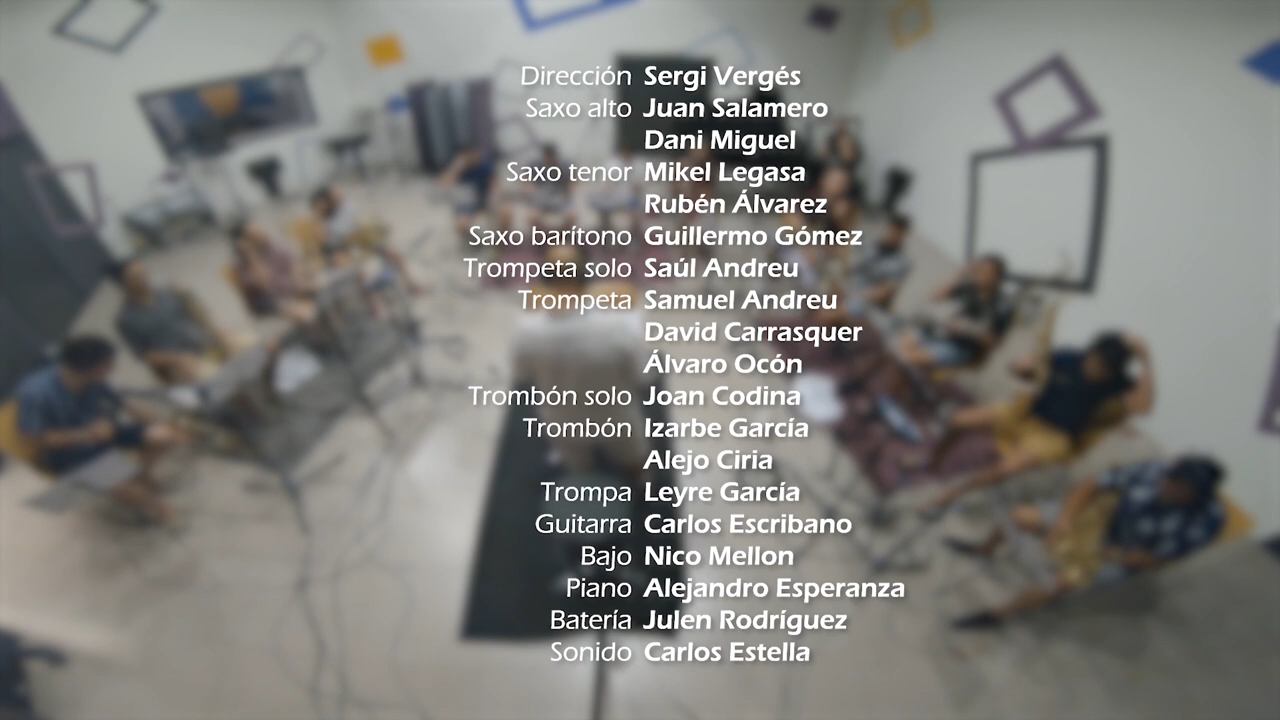 Dirección Sergi Vergés
Saxo alto Juan Salamero
Dani Miguel
Saxo tenor Mikel Legasa
Rubén Álvarez
Saxo barítono Guillermo Gómez
Trompeta solo Saúl Andreu
Trompeta Samuel Andreu
David Carrasquer
Álvaro Ocón
Trombón solo Joan Codina
Trombón Izarbe García
Alejo Ciria
Trompa Leyre García
Guitarra Carlos Escribano
Bajo Nico Mellon
Piano Alejandro Esperanza
Batería Julen Rodríguez
Sonido Carlos Estella